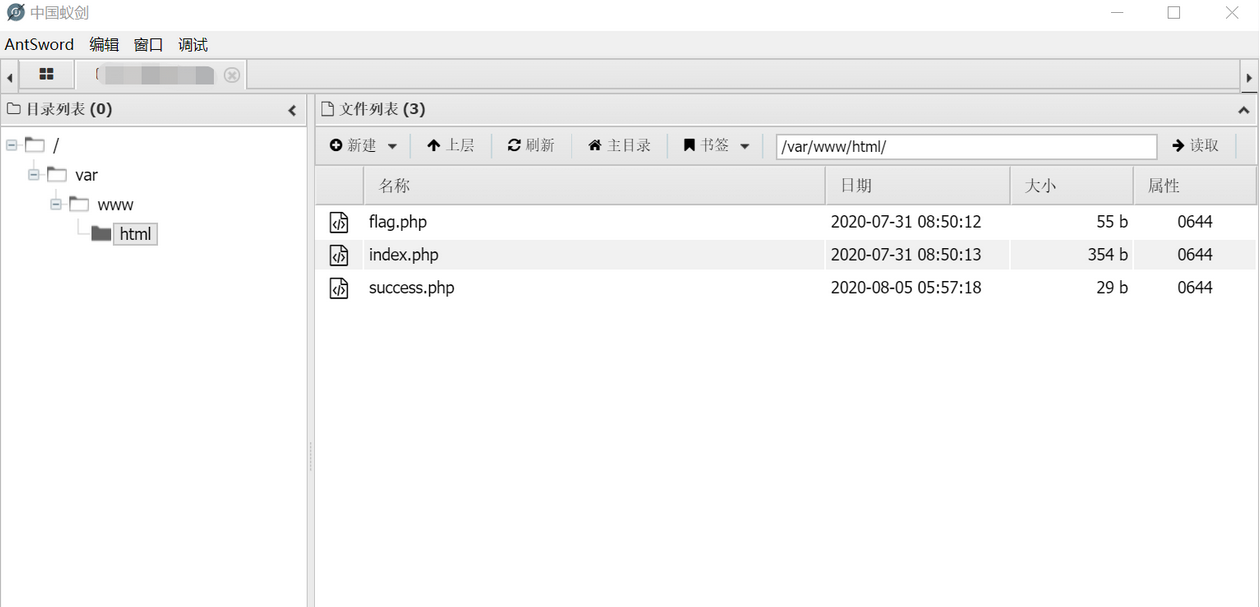 中国蚁剑
AntSword 编辑 窗口 调试
目录列表 (0)
文件列表 (3)
新建 上层 刷新 主目录 书签 /var/www/html/ 读取
/
var
www
html
名称 日期 大小 属性
flag.php 2020-07-31 08:50:12 55 b 0644
index.php 2020-07-31 08:50:13 354 b 0644
success.php 2020-08-05 05:57:18 29 b 0644